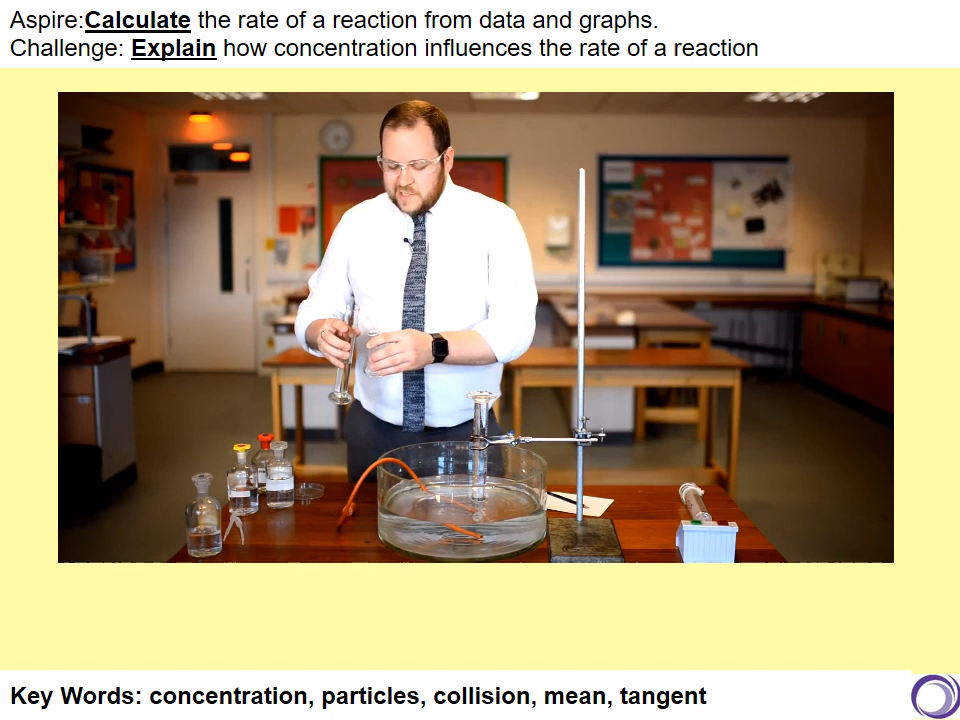 Aspire:Calculate the rate of a reaction from data and graphs.
Challenge: Explain how concentration influences the rate of a reaction
Key Words: concentration, particles, collision, mean, tangent